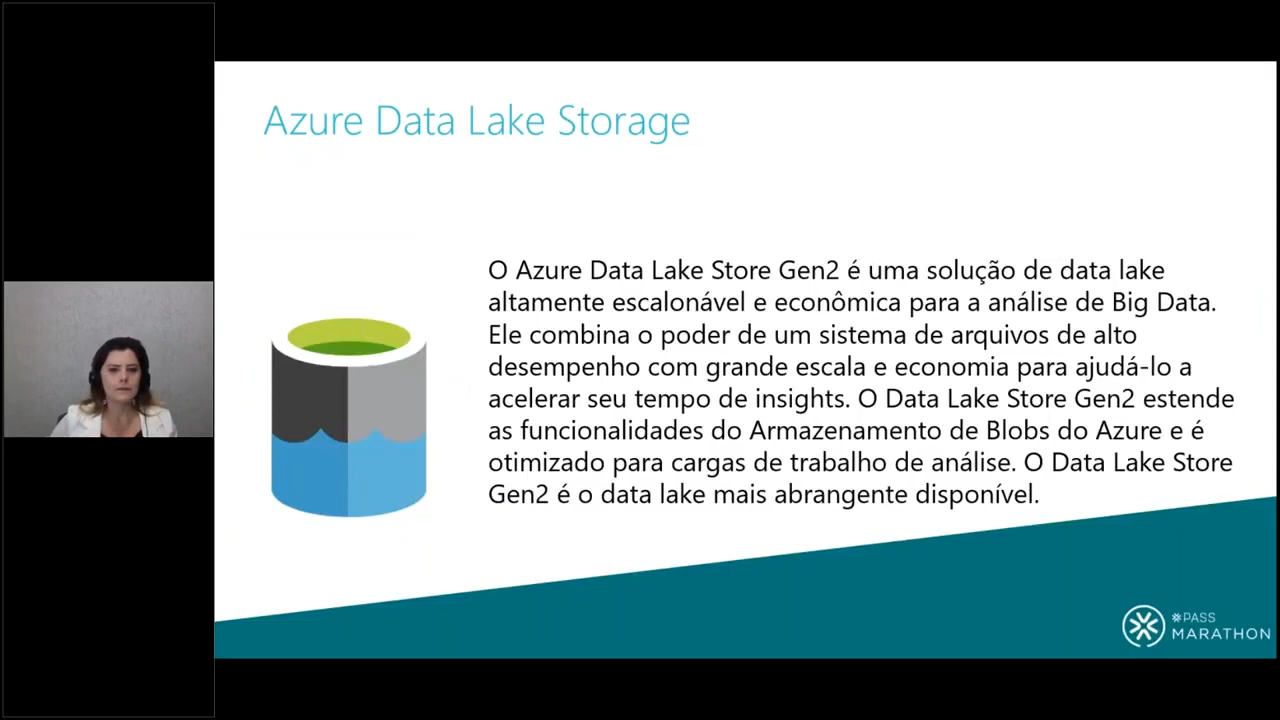 Azure Data Lake Storage
O Azure Data Lake Store Gen2 é uma solução de data lake
altamente escalonável e econômica para a análise de Big Data.
Ele combina o poder de um sistema de arquivos de alto
desempenho com grande escala e economia para ajudá-lo a
acelerar seu tempo de insights. O Data Lake Store Gen2 estende
as funcionalidades do Armazenamento de Blobs do Azure e é
otimizado para cargas de trabalho de análise. O Data Lake Store
Gen2 é o data lake mais abrangente disponível.
PASS
MARATHON